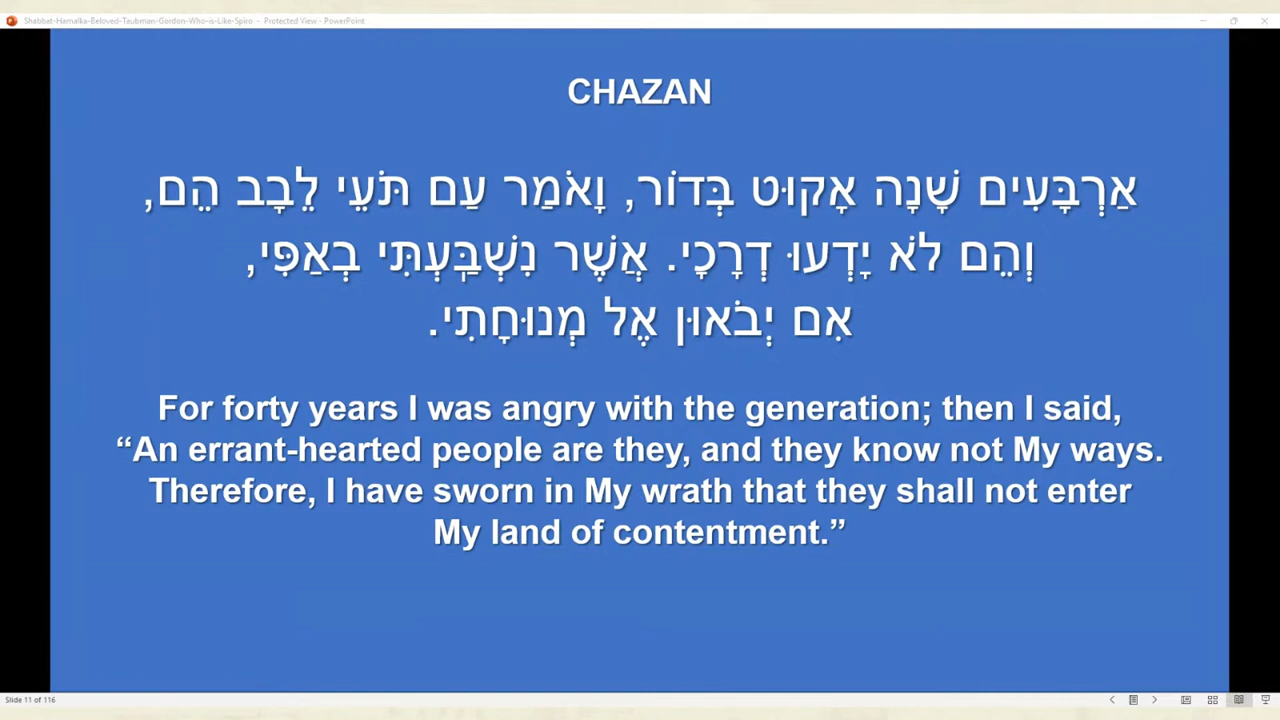 Shabbat-Hamalka-Beloved-Taubman-Gordon-Who-is-Like-Spiro - Protected View - PowerPoint
CHAZAN
אַרְבָּעִים שָׁנָה אָקוּט בְּדוֹר, וָאֹמַר עַם תֹּעֵי לֵבָב הֵם,
וְהֵם לֹא יָדְעוּ דְרָכָי. אֲשֶׁר נִשְׁבַּעְתִּי בְאַפִּי,
אִם יְבֹאוּן אֶל מְנוּחָתִי.
For forty years I was angry with the generation; then I said,
“An errant-hearted people are they, and they know not My ways.
Therefore, I have sworn in My wrath that they shall not enter
My land of contentment.”
Slide 11 of 116